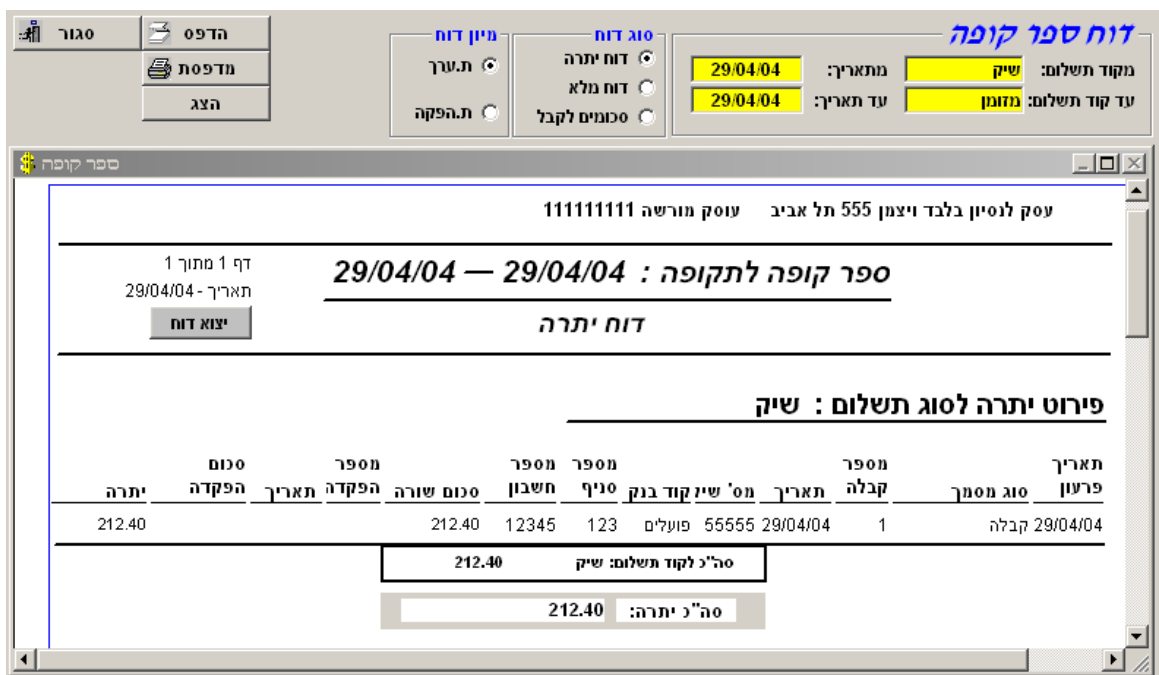 דוח ספר קופה
מקוד תשלום: שיק מתאריך: 29/04/04
עד קוד תשלום: מזומן עד תאריך: 29/04/04
סוג דוח
דוח יתרה
דוח מלא
סכומים לקבל
מיון דוח
ת.ערך
ת.הפקה
הדפס
סגור
מדפסת
הצג
ספר קופה
עסק לנסיון בלבד ויצמן 555 תל אביב עוסק מורשה 111111111
ספר קופה לתקופה : 29/04/04 — 29/04/04
דף 1 מתוך 1
תאריך - 29/04/04
יצוא דוח
דוח יתרה
פירוט יתרה לסוג תשלום : שיק
תאריך פרעון סוג מסמך מספר קבלה תאריך מס' שיק קוד בנק מספר סניף מספר חשבון סכום שורה מספר הפקדה תאריך סכום הפקדה יתרה
29/04/04 קבלה 1 29/04/04 55555 פועלים 123 12345 212.40 212.40
סה"כ לקוד תשלום: שיק 212.40
סה"כ יתרה: 212.40